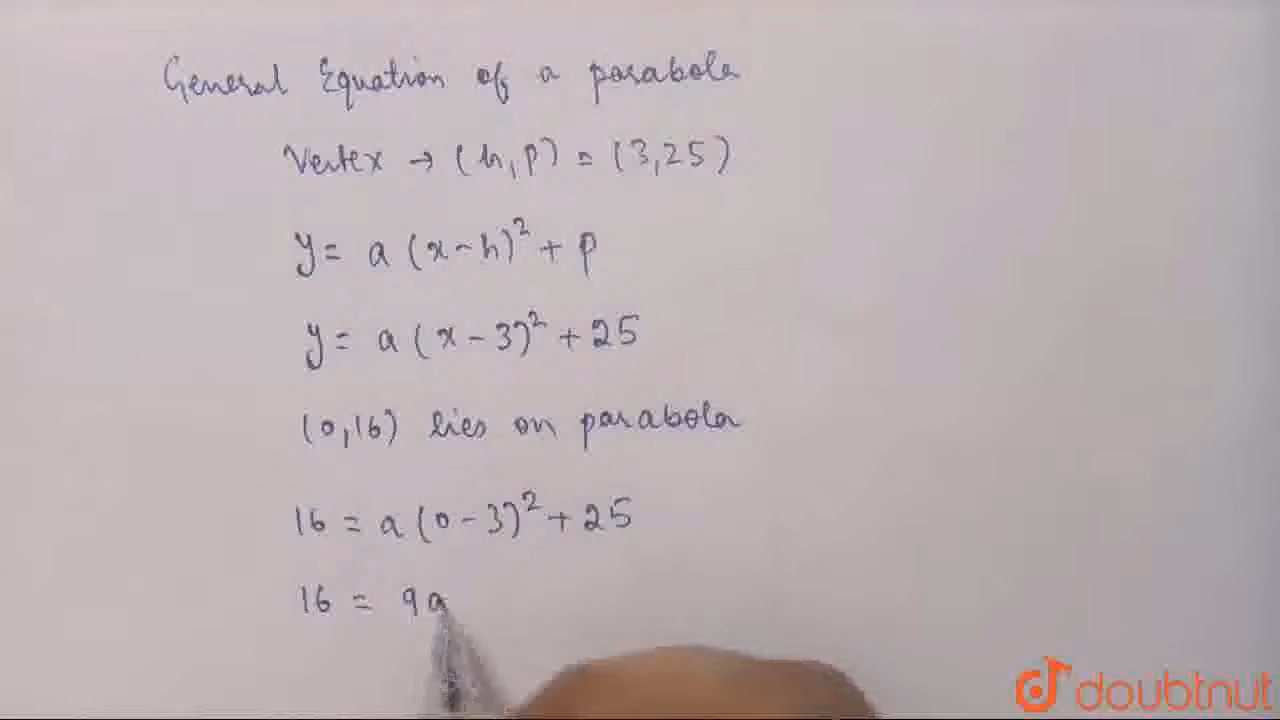 General Equation of a parabola
Vertex → (h,p) = (3,25)
y = a (x-h)² + p
y = a (x-3)² + 25
(0,16) lies on parabola
16 = a (0-3)² + 25
16 = 9a
doubtnut